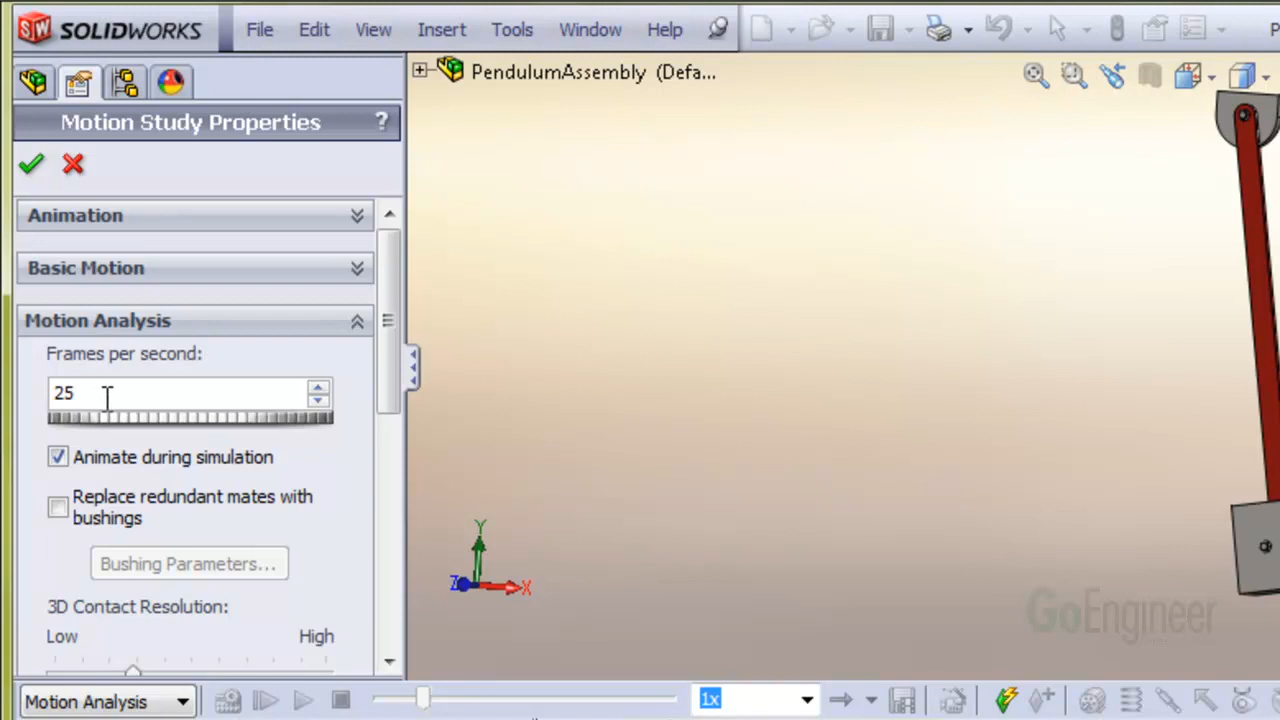 SW SOLIDWORKS File Edit View Insert Tools Window Help
PendulumAssembly (Defa...
Motion Study Properties ?
Animation
Basic Motion
Motion Analysis
Frames per second:
25
Animate during simulation
Replace redundant mates with
bushings
Bushing Parameters...
3D Contact Resolution:
Low High
Y
Z X
GoEngineer
Motion Analysis 1x